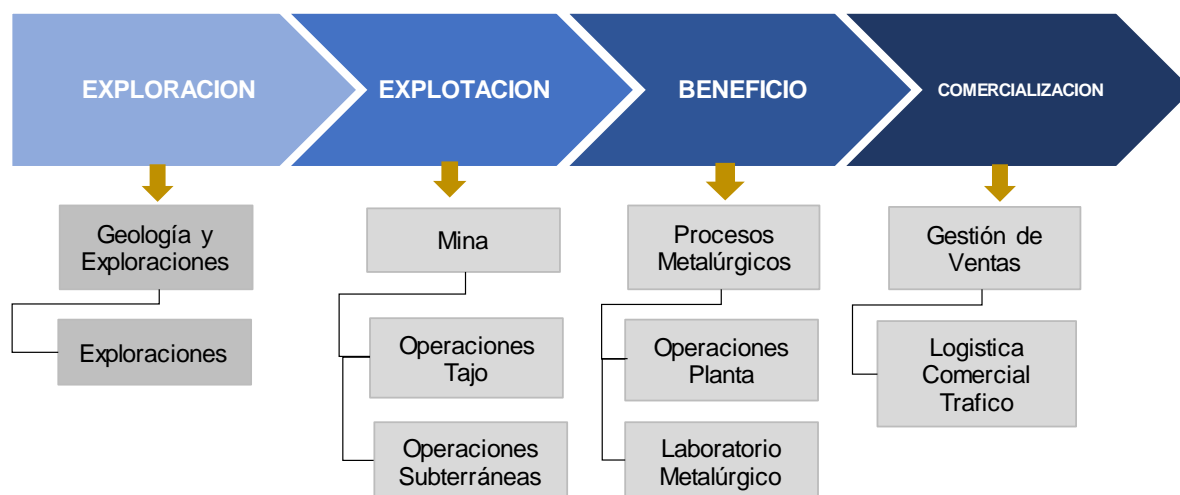 EXPLORACION
EXPLOTACION
BENEFICIO
COMERCIALIZACION
Geología y
Exploraciones
Exploraciones
Mina
Operaciones
Tajo
Operaciones
Subterráneas
Procesos
Metalúrgicos
Operaciones
Planta
Laboratorio
Metalúrgico
Gestión de
Ventas
Logistica
Comercial
Trafico